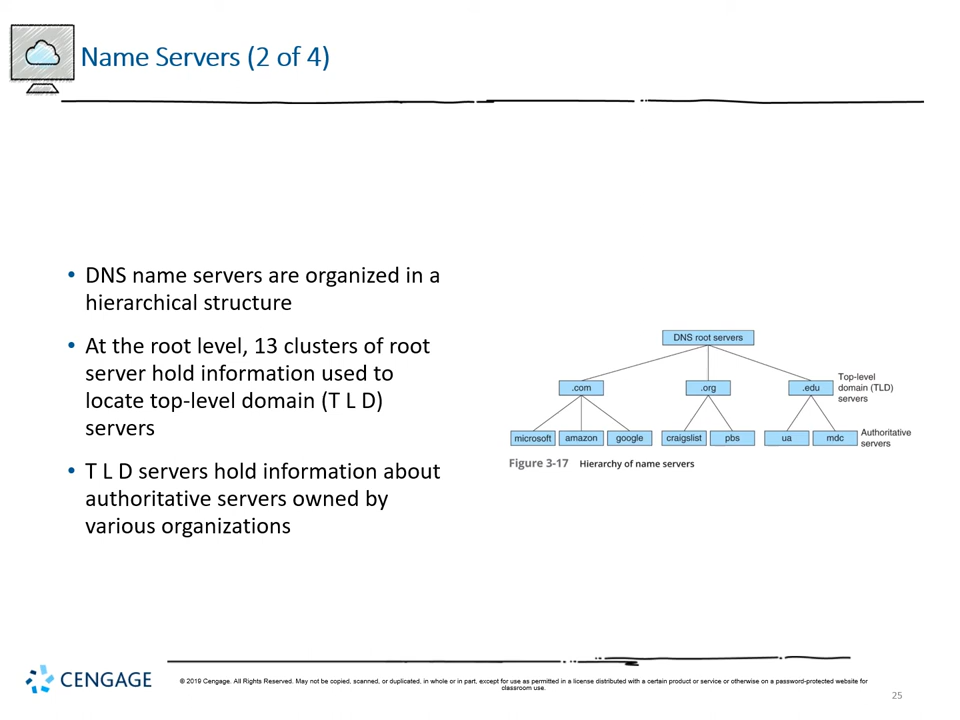 Name Servers (2 of 4)
• DNS name servers are organized in a
hierarchical structure
• At the root level, 13 clusters of root
server hold information used to
locate top-level domain (T L D)
servers
• T L D servers hold information about
authoritative servers owned by
various organizations
DNS root servers
.com
.org
.edu
Top-level
domain (TLD)
servers
microsoft
amazon
google
craigslist
pbs
ua
mdc
Authoritative
servers
Figure 3-17 Hierarchy of name servers
CENGAGE
© 2019 Cengage. All Rights Reserved. May not be copied, scanned, or duplicated, in whole or in part, except for use as permitted in a license distributed with a certain product or service or otherwise on a password-protected website for
classroom use.
25